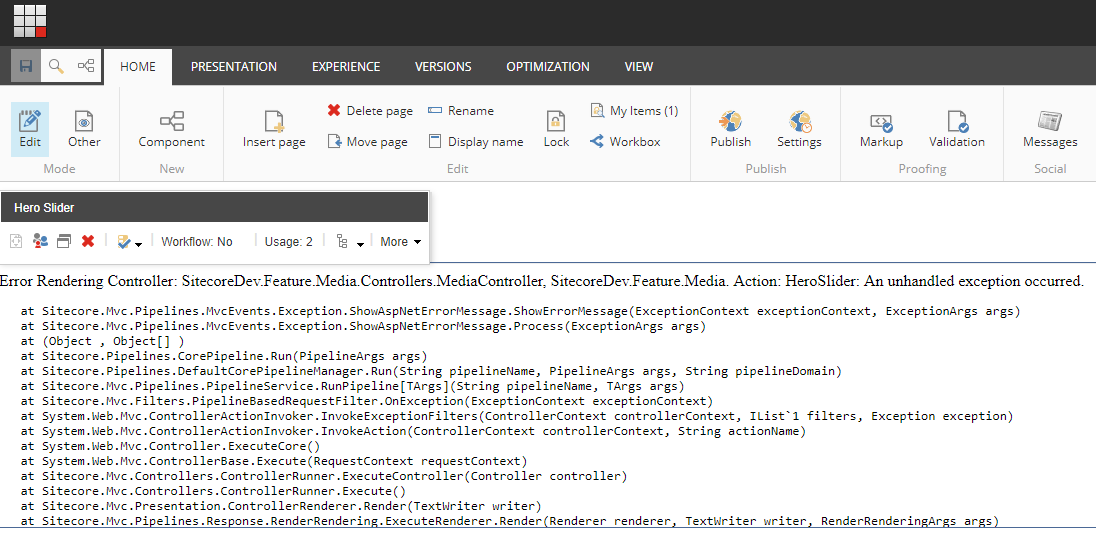 HOME PRESENTATION EXPERIENCE VERSIONS OPTIMIZATION VIEW
Edit
Other
Mode
Component
New
Insert page
Delete page
Move page
Rename
Display name
Lock
My Items (1)
Workbox
Edit
Publish
Settings
Publish
Markup
Validation
Proofing
Messages
Social
Hero Slider
Workflow: No Usage: 2 More
Error Rendering Controller: SitecoreDev.Feature.Media.Controllers.MediaController, SitecoreDev.Feature.Media. Action: HeroSlider: An unhandled exception occurred.
at Sitecore.Mvc.Pipelines.MvcEvents.Exception.ShowAspNetErrorMessage.ShowErrorMessage(ExceptionContext exceptionContext, ExceptionArgs args)
at Sitecore.Mvc.Pipelines.MvcEvents.Exception.ShowAspNetErrorMessage.Process(ExceptionArgs args)
at (Object , Object[] )
at Sitecore.Pipelines.CorePipeline.Run(PipelineArgs args)
at Sitecore.Pipelines.DefaultCorePipelineManager.Run(String pipelineName, PipelineArgs args, String pipelineDomain)
at Sitecore.Mvc.Pipelines.PipelineService.RunPipeline[TArgs](String pipelineName, TArgs args)
at Sitecore.Mvc.Filters.PipelineBasedRequestFilter.OnException(ExceptionContext exceptionContext)
at System.Web.Mvc.ControllerActionInvoker.InvokeExceptionFilters(ControllerContext controllerContext, IList`1 filters, Exception exception)
at System.Web.Mvc.ControllerActionInvoker.InvokeAction(ControllerContext controllerContext, String actionName)
at System.Web.Mvc.Controller.ExecuteCore()
at System.Web.Mvc.ControllerBase.Execute(RequestContext requestContext)
at Sitecore.Mvc.Controllers.ControllerRunner.ExecuteController(Controller controller)
at Sitecore.Mvc.Controllers.ControllerRunner.Execute()
at Sitecore.Mvc.Presentation.ControllerRenderer.Render(TextWriter writer)
at Sitecore.Mvc.Pipelines.Response.RenderRendering.ExecuteRenderer.Render(Renderer renderer, TextWriter writer, RenderRenderingArgs args)